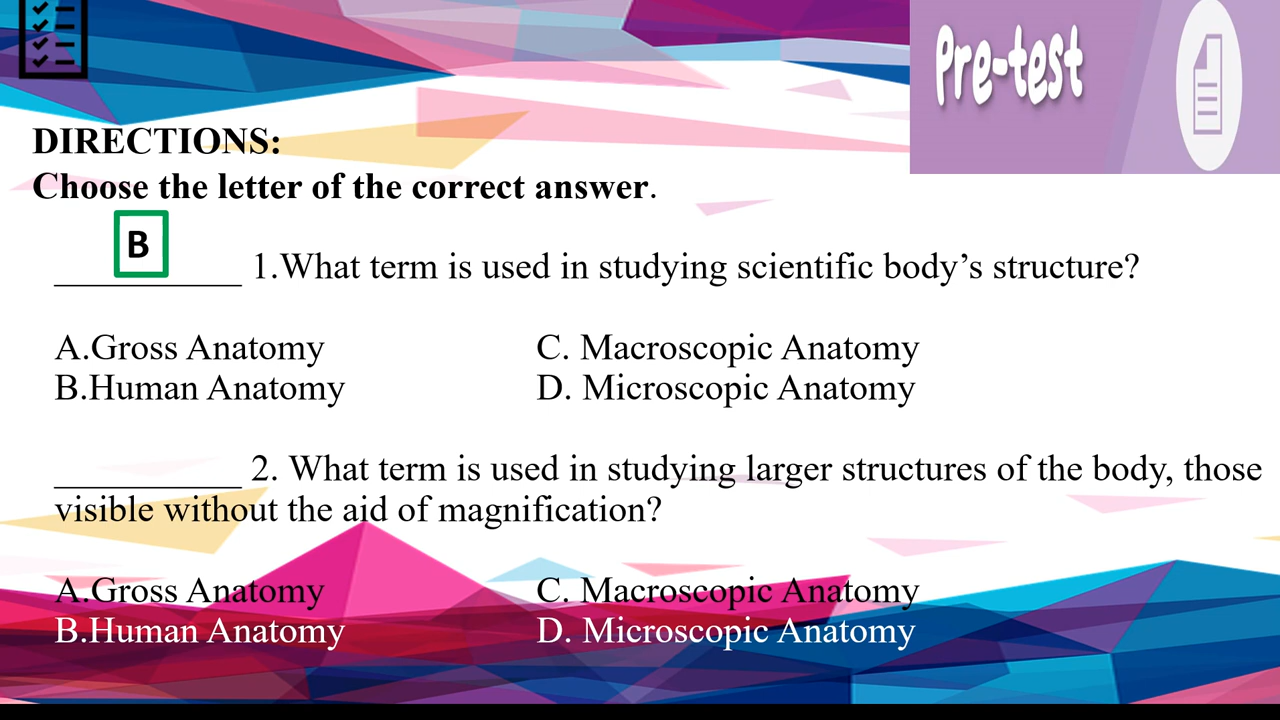 Pre-test
DIRECTIONS:
Choose the letter of the correct answer.
B
__________ 1.What term is used in studying scientific body’s structure?
A.Gross Anatomy C. Macroscopic Anatomy
B.Human Anatomy D. Microscopic Anatomy
__________ 2. What term is used in studying larger structures of the body, those
visible without the aid of magnification?
A.Gross Anatomy C. Macroscopic Anatomy
B.Human Anatomy D. Microscopic Anatomy